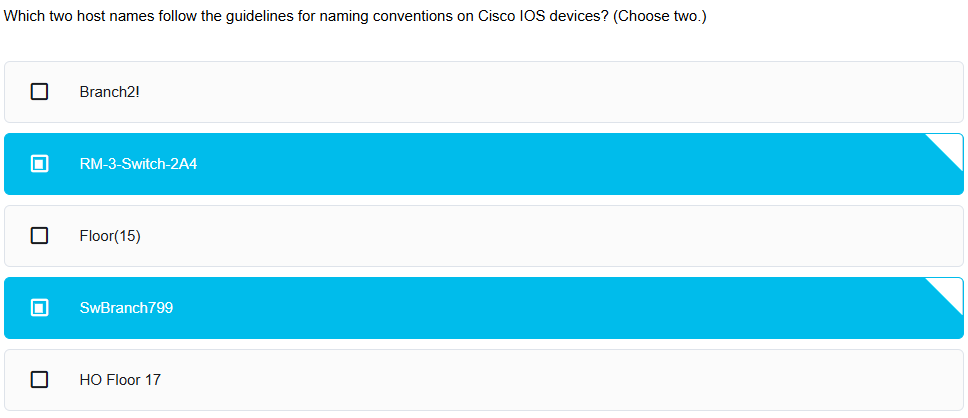 Which two host names follow the guidelines for naming conventions on Cisco IOS devices? (Choose two.)
Branch2!
RM-3-Switch-2A4
Floor(15)
SwBranch799
HO Floor 17